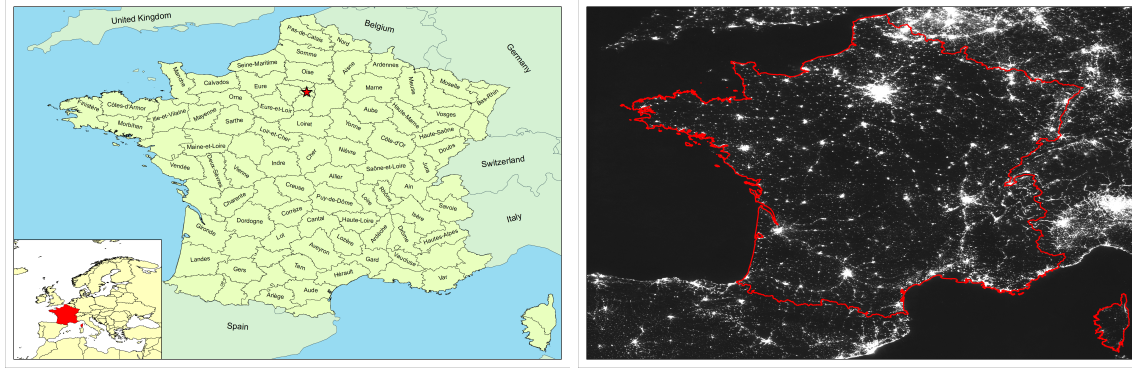 United Kingdom
Belgium
Germany
Pas-de-Calais
Nord
Somme
Seine-Maritime
Oise
Aisne
Ardennes
Manche
Calvados
Eure
Marne
Meuse
Moselle
Bas-Rhin
Finistère
Côtes-d'Armor
Ille-et-Vilaine
Mayenne
Orne
Eure-et-Loir
Aube
Haute-Marne
Vosges
Morbihan
Sarthe
Loiret
Yonne
Haute-Saône
Loir-et-Cher
Côte-d'Or
Doubs
Maine-et-Loire
Cher
Nièvre
Switzerland
Vendée
Deux-Sèvres
Vienne
Indre
Saône-et-Loire
Jura
Allier
Creuse
Ain
Charente
Puy-de-Dôme
Loire
Rhône
Savoie
Italy
Corrèze
Isère
Dordogne
Cantal
Haute-Loire
Gironde
Lot
Aveyron
Lozère
Ardèche
Drôme
Hautes-Alpes
Landes
Gers
Tarn
Gard
Vaucluse
Hérault
Var
Ariège
Aude
Spain